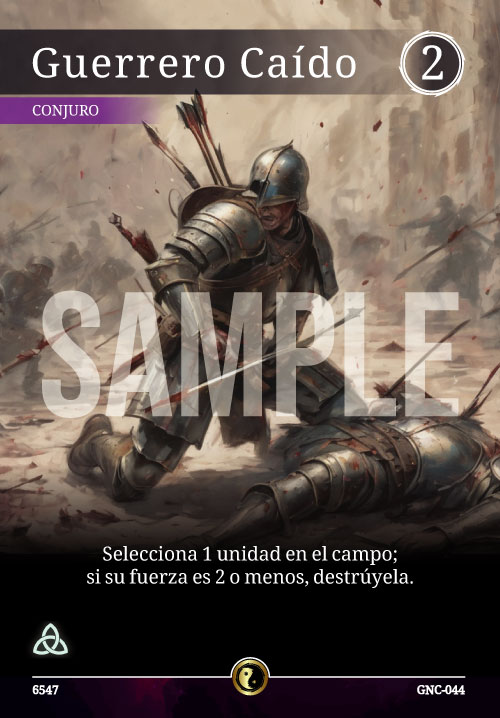 Guerrero Caído
2
CONJURO
SAMPLE
Selecciona 1 unidad en el campo;
si su fuerza es 2 o menos, destrúyela.
6547
GNC-044